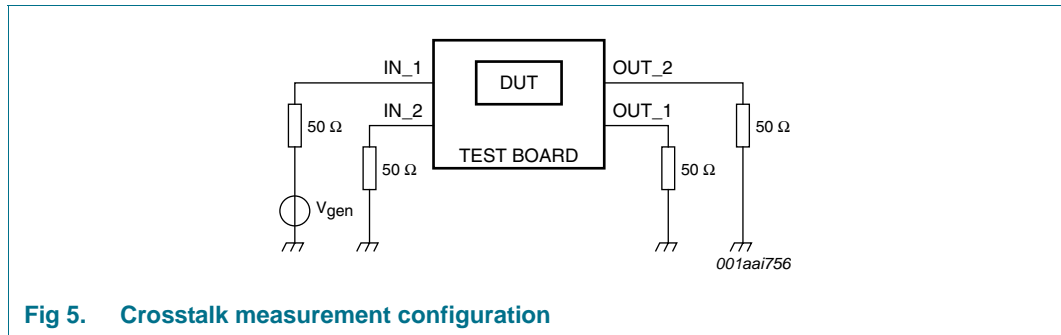 IN_1
OUT_2
DUT
IN_2
OUT_1
50 Ω
50 Ω
TEST BOARD
50 Ω
50 Ω
Vgen
001aai756
Fig 5. Crosstalk measurement configuration